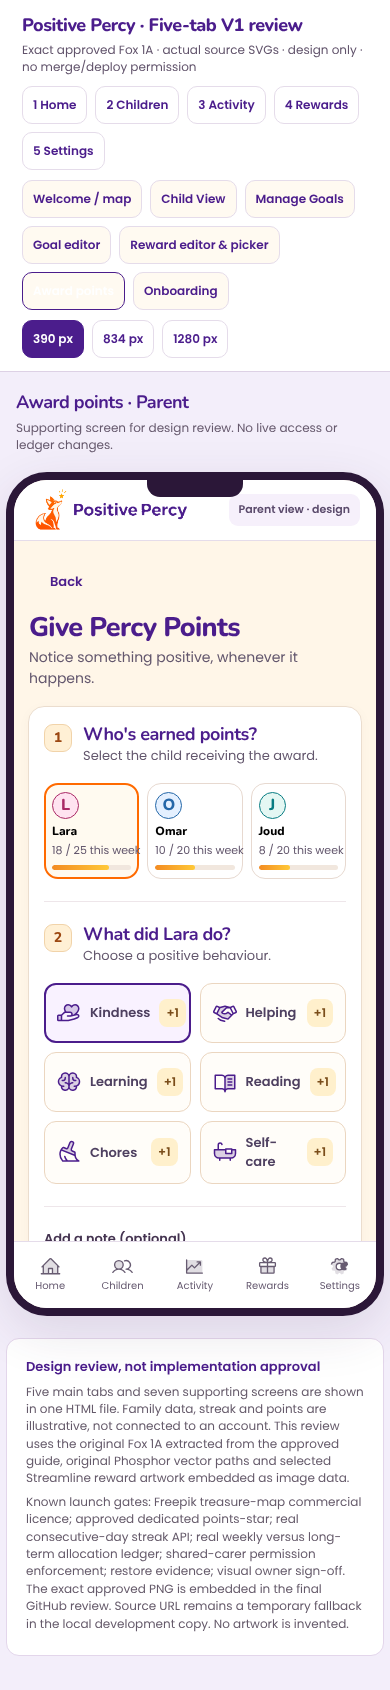 Positive Percy · Five-tab V1 review
Exact approved Fox 1A · actual source SVGs · design only ·
no merge/deploy permission
1 Home
2 Children
3 Activity
4 Rewards
5 Settings
Welcome / map
Child View
Manage Goals
Goal editor
Reward editor & picker
Award points
Onboarding
390 px
834 px
1280 px
Award points · Parent
Supporting screen for design review. No live access or
ledger changes.
Positive Percy
Parent view · design
Back
Give Percy Points
Notice something positive, whenever it
happens.
1
Who's earned points?
Select the child receiving the award.
L
O
J
Lara
Omar
Joud
18 / 25 this week
10 / 20 this week
8 / 20 this week
2
What did Lara do?
Choose a positive behaviour.
Kindness +1
Helping +1
Learning +1
Reading +1
Chores +1
Self-
care +1
Add a note (optional)
Home
Children
Activity
Rewards
Settings
Design review, not implementation approval
Five main tabs and seven supporting screens are shown
in one HTML file. Family data, streak and points are
illustrative, not connected to an account. This review
uses the original Fox 1A extracted from the approved
guide, original Phosphor vector paths and selected
Streamline reward artwork embedded as image data.
Known launch gates: Freepik treasure-map commercial
licence; approved dedicated points-star; real
consecutive-day streak API; real weekly versus long-
term allocation ledger; shared-carer permission
enforcement; restore evidence; visual owner sign-off.
The exact approved PNG is embedded in the final
GitHub review. Source URL remains a temporary fallback
in the local development copy. No artwork is invented.